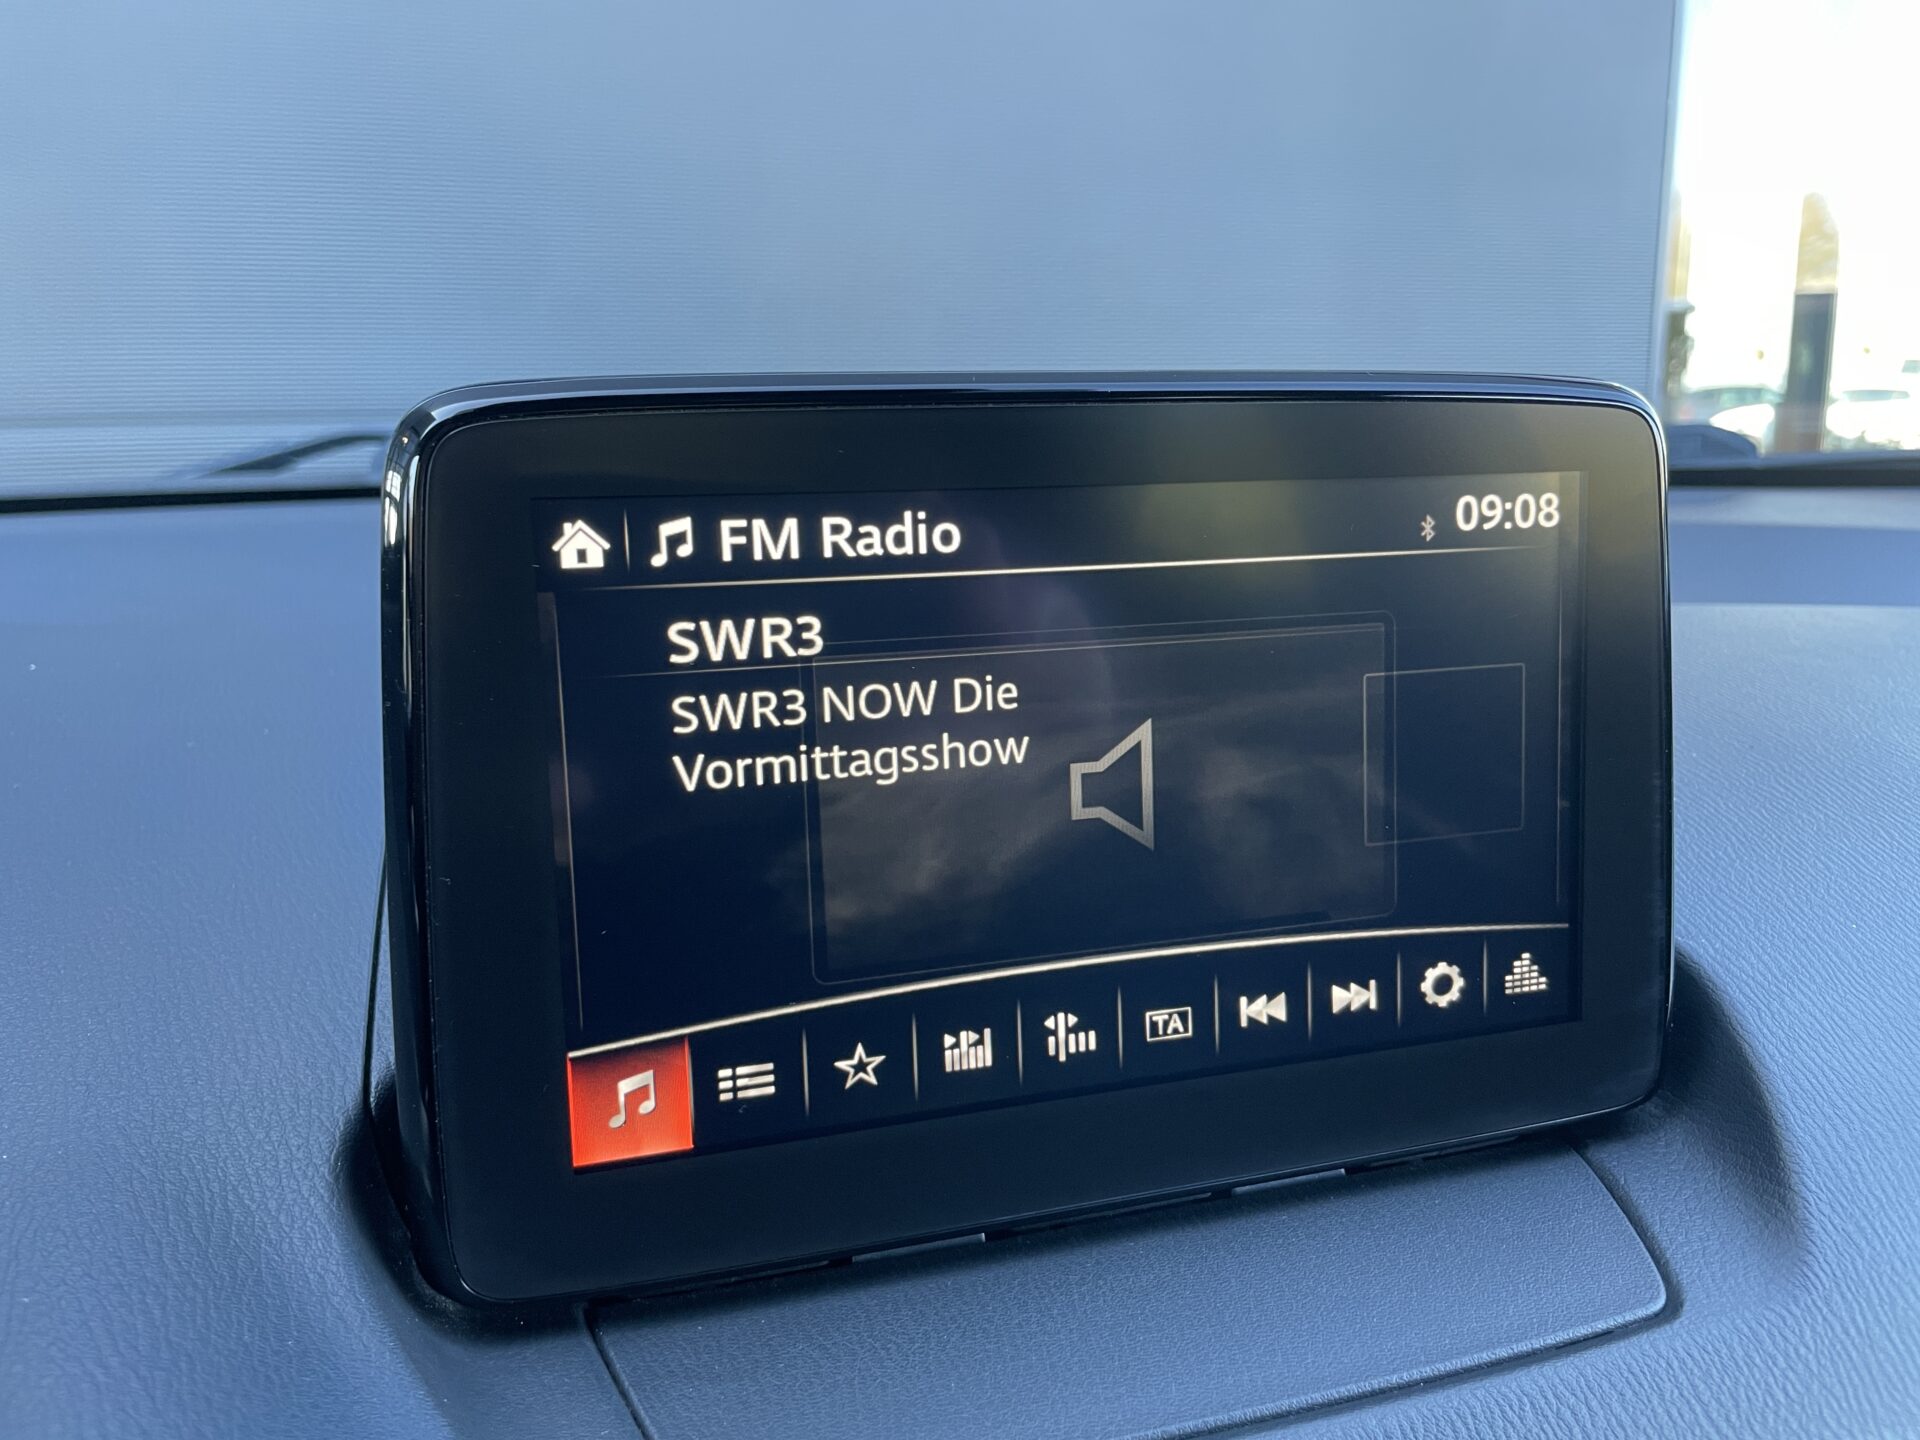 FM Radio
09:08
SWR3
SWR3 NOW Die
Vormittagsshow
TA